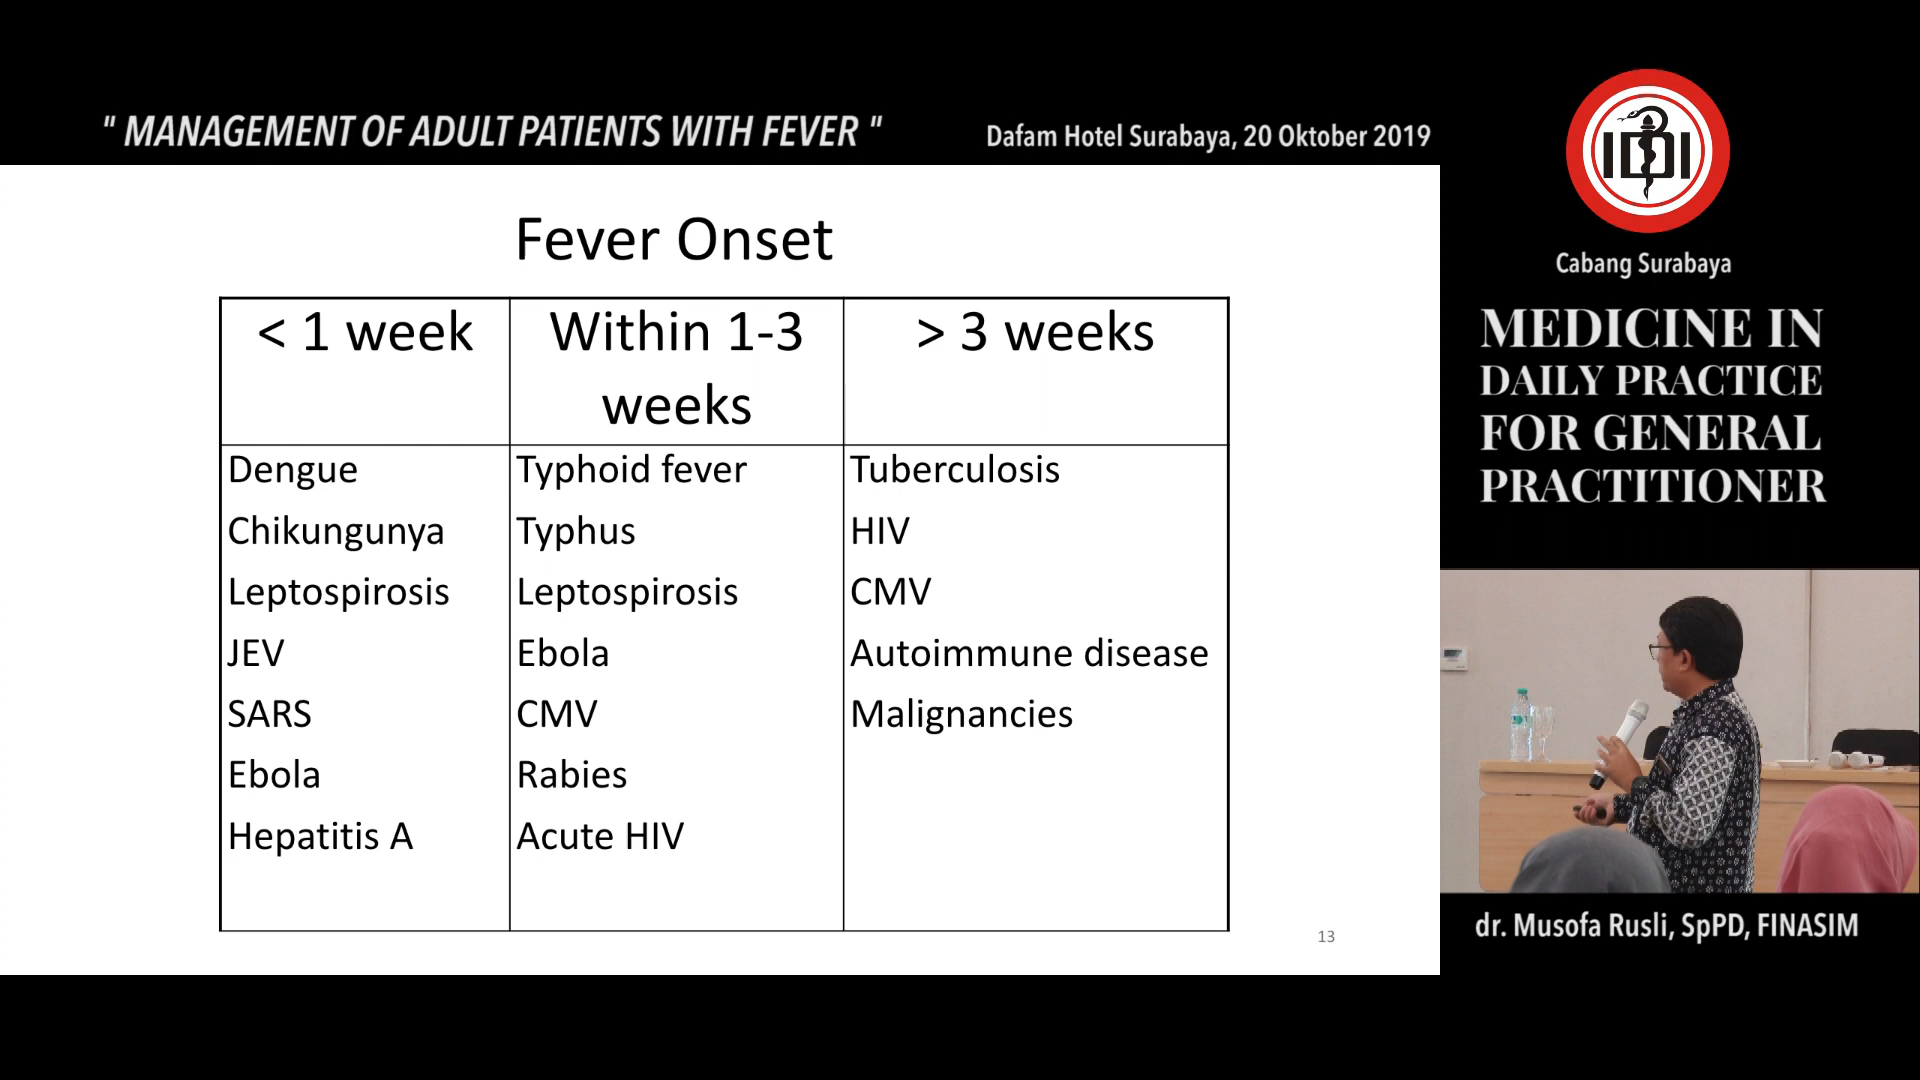 " MANAGEMENT OF ADULT PATIENTS WITH FEVER "
Dafam Hotel Surabaya, 20 Oktober 2019
IDI
Cabang Surabaya
MEDICINE IN
DAILY PRACTICE
FOR GENERAL
PRACTITIONER
Fever Onset
< 1 week
Within 1-3
weeks
> 3 weeks
Dengue
Chikungunya
Leptospirosis
JEV
SARS
Ebola
Hepatitis A
Typhoid fever
Typhus
Leptospirosis
Ebola
CMV
Rabies
Acute HIV
Tuberculosis
HIV
CMV
Autoimmune disease
Malignancies
13
dr. Musofa Rusli, SpPD, FINASIM